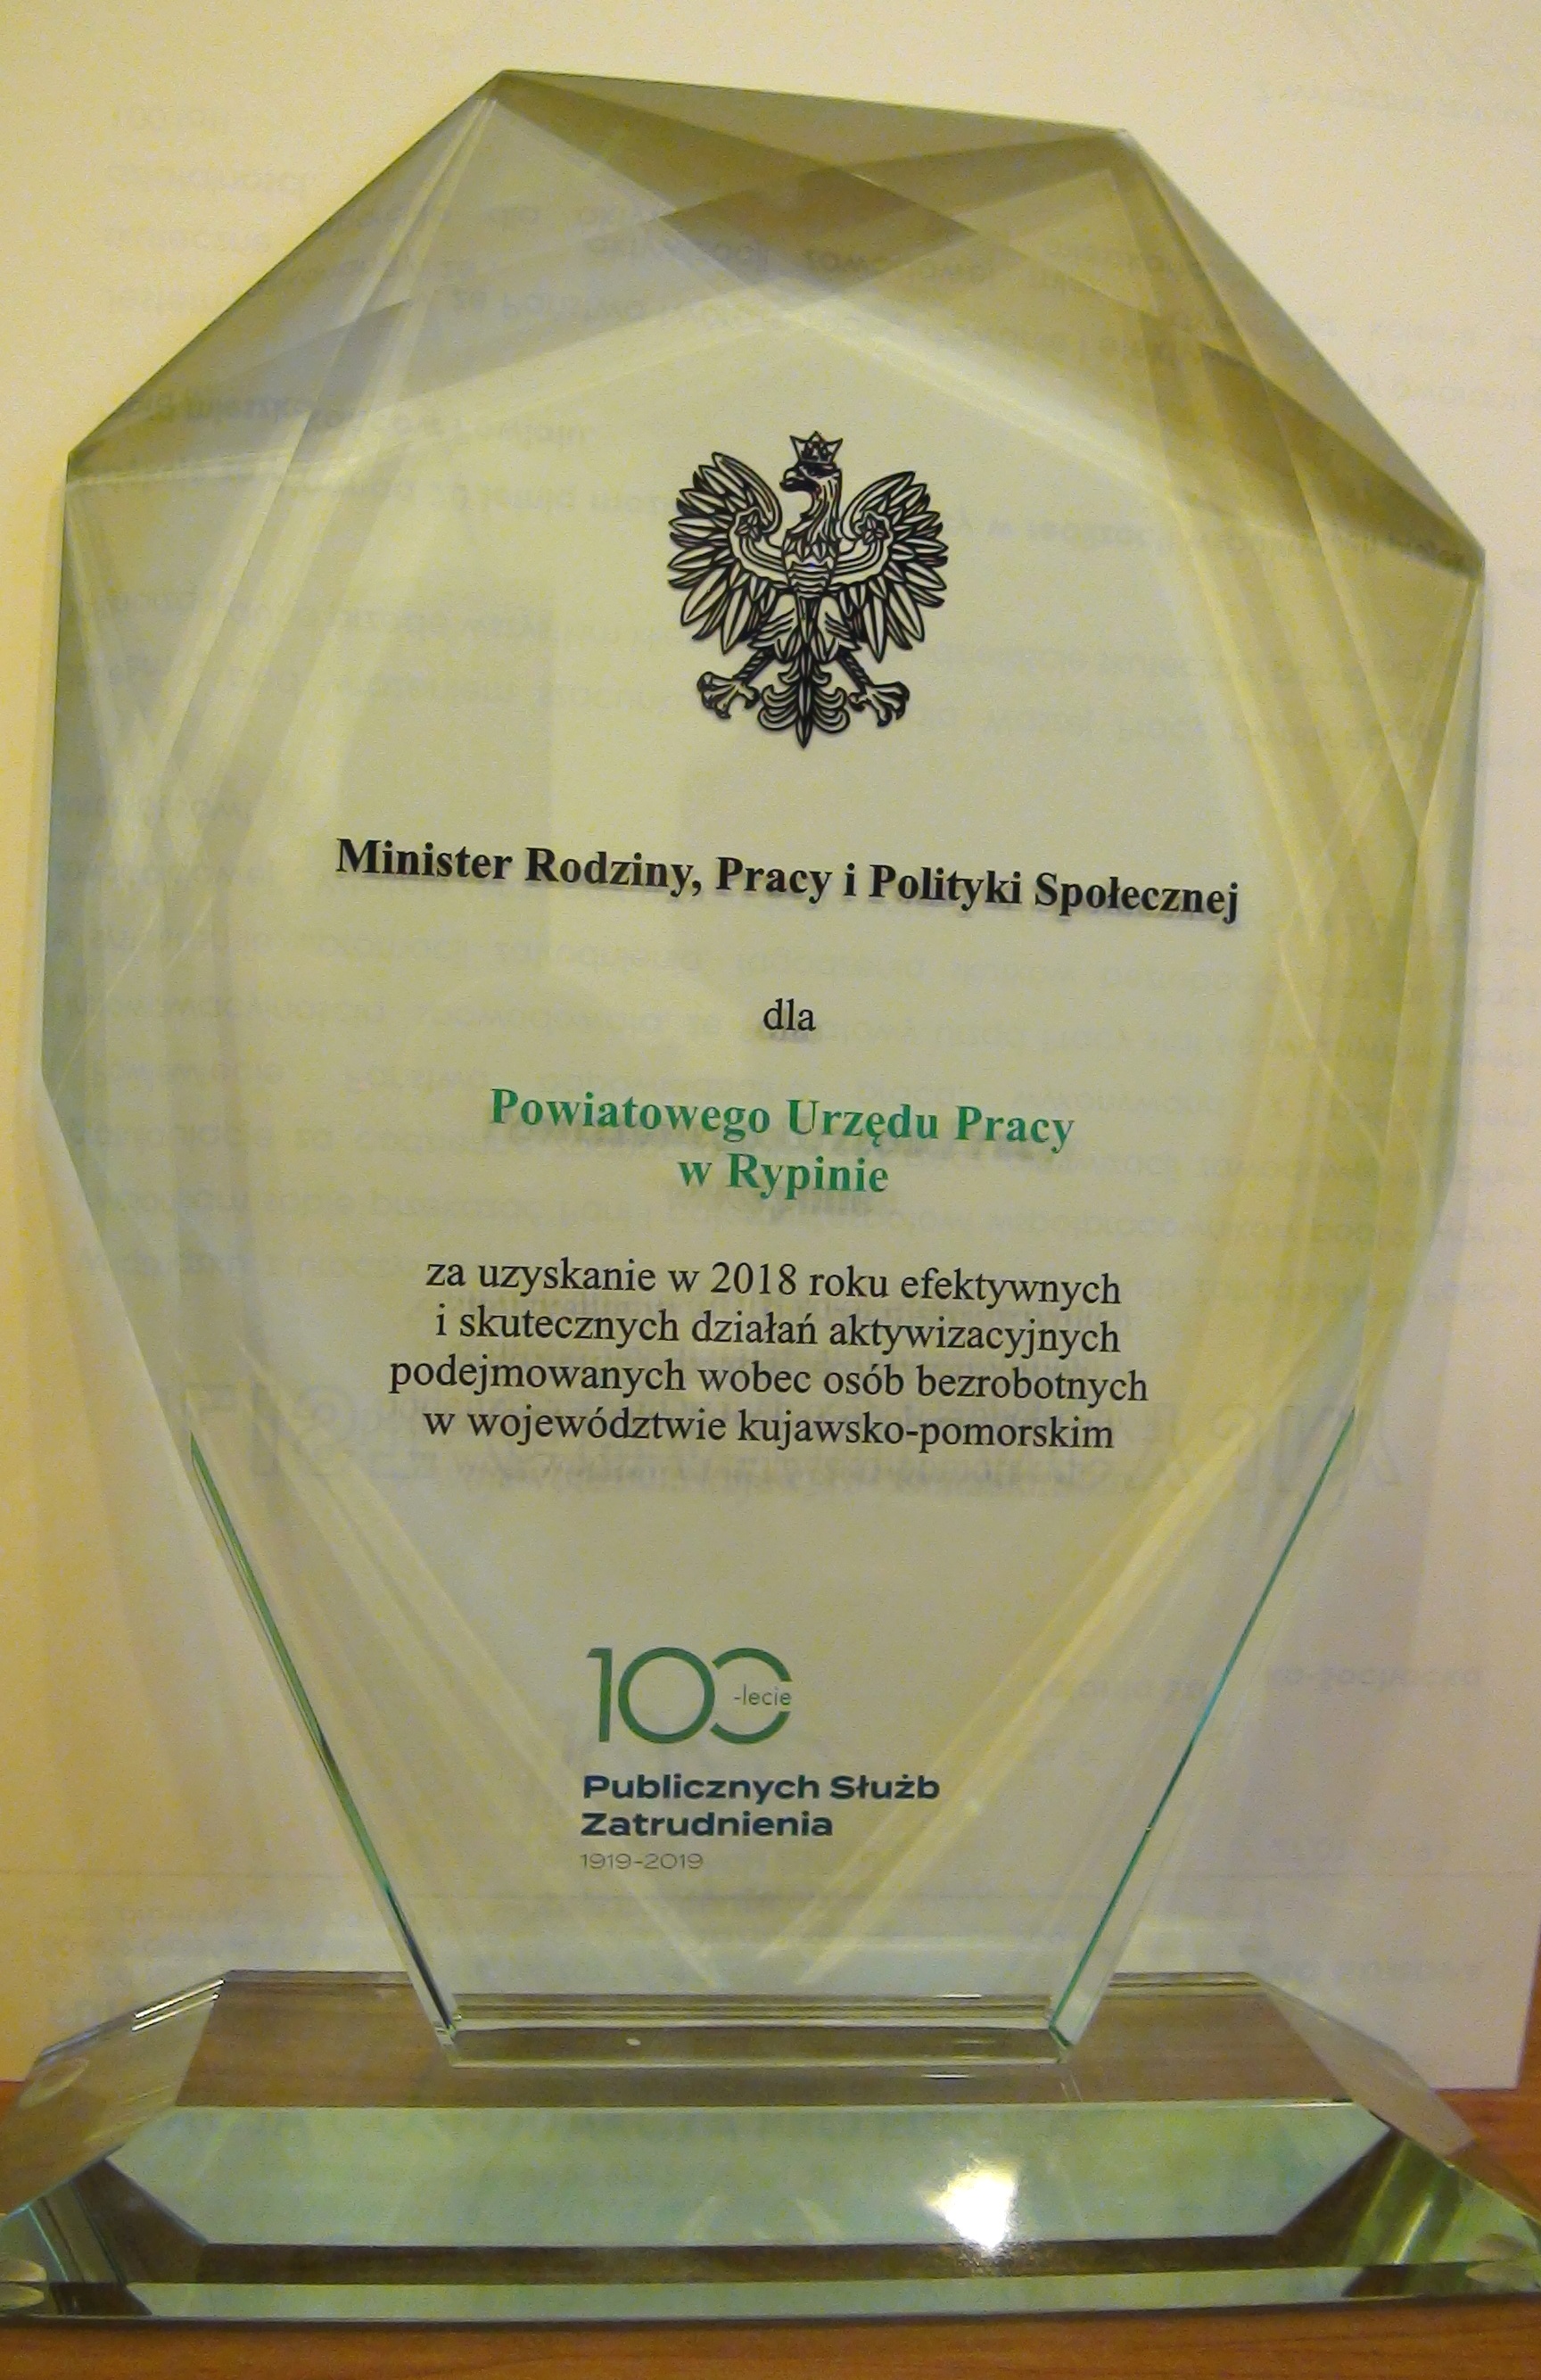 Minister Rodziny, Pracy i Polityki Społecznej
dla
Powiatowego Urzędu Pracy
w Rypinie
za uzyskanie w 2018 roku efektywnych
i skutecznych działań aktywizacyjnych
podejmowanych wobec osób bezrobotnych
w województwie kujawsko-pomorskim
100
-lecie
Publicznych Służb
Zatrudnienia
1919-2019